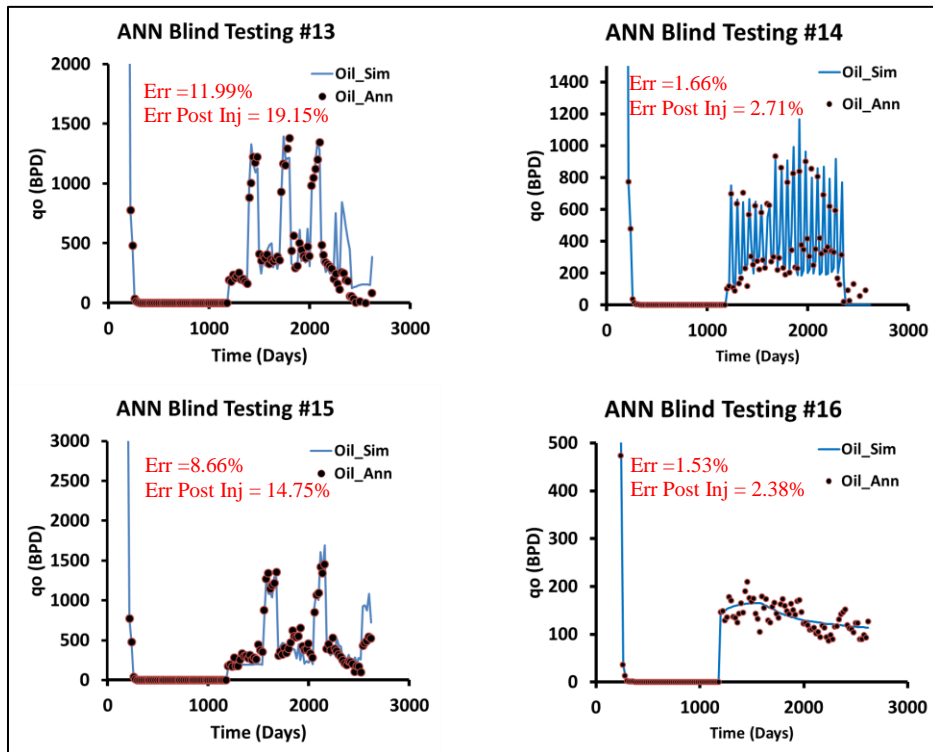 ANN Blind Testing #13
2000
1500
1000
500
0
qo (BPD)
0 1000 2000 3000
Time (Days)
Err =11.99%
Err Post Inj = 19.15%
Oil_Sim
Oil_Ann
ANN Blind Testing #14
1400
1200
1000
800
600
400
200
0
qo (BPD)
0 1000 2000 3000
Time (Days)
Err =1.66%
Err Post Inj = 2.71%
Oil_Sim
Oil_Ann
ANN Blind Testing #15
3000
2500
2000
1500
1000
500
0
qo (BPD)
0 1000 2000 3000
Time (Days)
Err =8.66%
Err Post Inj = 14.75%
Oil_Sim
Oil_Ann
ANN Blind Testing #16
500
400
300
200
100
0
qo (BPD)
0 1000 2000 3000
Time (Days)
Err =1.53%
Err Post Inj = 2.38%
Oil_Sim
Oil_Ann